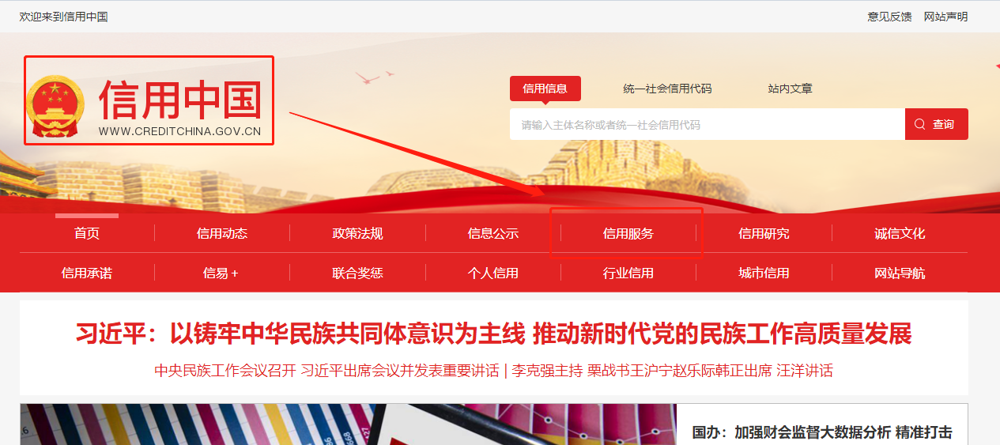 欢迎来到信用中国
意见反馈 网站声明
信用中国
WWW.CREDITCHINA.GOV.CN
信用信息 统一社会信用代码 站内文章
请输入主体名称或者统一社会信用代码 查询
首页 信用动态 政策法规 信息公示 信用服务 信用研究 诚信文化
信用承诺 信易+ 联合奖惩 个人信用 行业信用 城市信用 网站导航
习近平：以铸牢中华民族共同体意识为主线 推动新时代党的民族工作高质量发展
中央民族工作会议召开 习近平出席会议并发表重要讲话 | 李克强主持 栗战书王沪宁赵乐际韩正出席 汪洋讲话
国办：加强财会监督大数据分析 精准打击